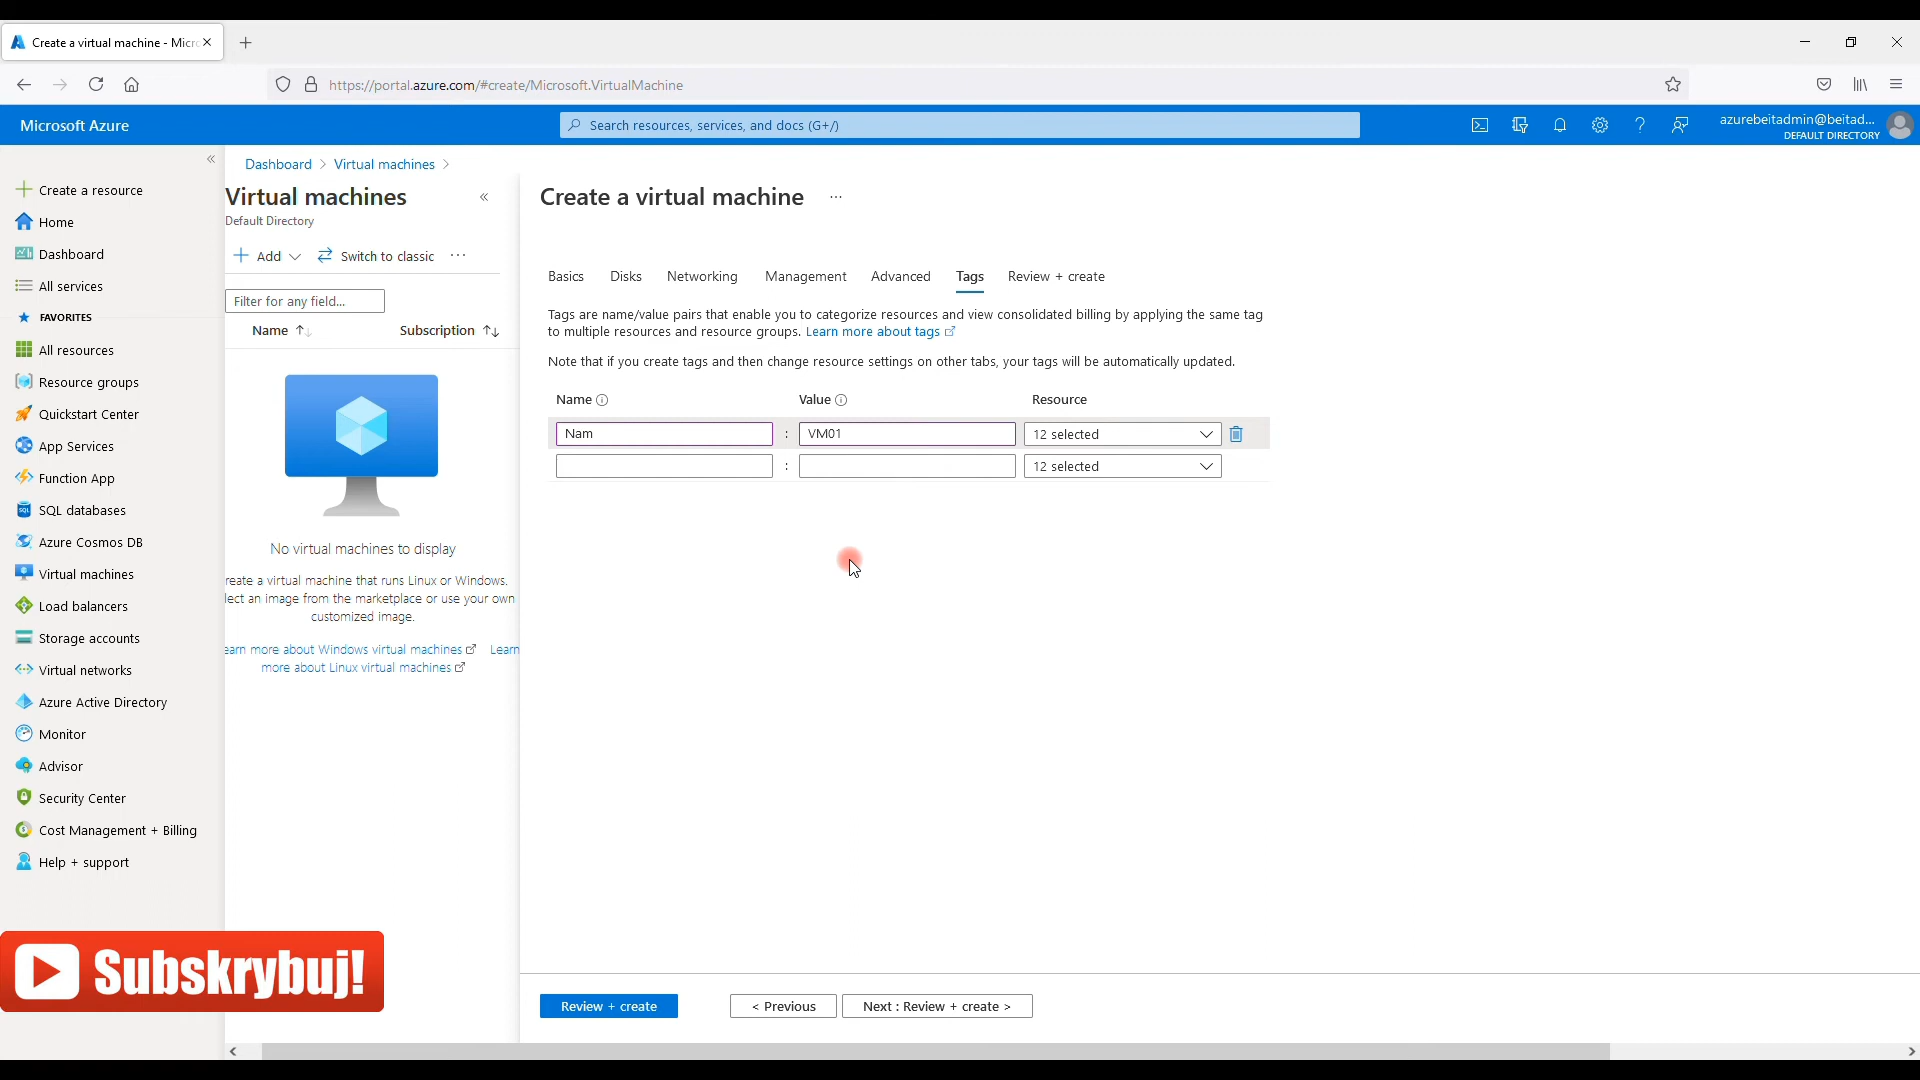 Create a virtual machine - Micr
https://portal.azure.com/#create/Microsoft.VirtualMachine
Microsoft Azure
Search resources, services, and docs (G+/)
azurebeitadmin@beitad...
DEFAULT DIRECTORY
Create a resource
Home
Dashboard
All services
FAVORITES
All resources
Resource groups
Quickstart Center
App Services
Function App
SQL databases
Azure Cosmos DB
Virtual machines
Load balancers
Storage accounts
Virtual networks
Azure Active Directory
Monitor
Advisor
Security Center
Cost Management + Billing
Help + support
Subskrybuj!
Dashboard > Virtual machines >
Virtual machines
Default Directory
Add
Switch to classic
Filter for any field...
Name
Subscription
No virtual machines to display
reate a virtual machine that runs Linux or Windows.
lect an image from the marketplace or use your own
customized image.
earn more about Windows virtual machines Learn
more about Linux virtual machines
Create a virtual machine ...
Basics
Disks
Networking
Management
Advanced
Tags
Review + create
Tags are name/value pairs that enable you to categorize resources and view consolidated billing by applying the same tag
to multiple resources and resource groups. Learn more about tags
Note that if you create tags and then change resource settings on other tabs, your tags will be automatically updated.
Name
Value
Resource
Nam : VM01 12 selected
: 12 selected
Review + create
< Previous
Next : Review + create >